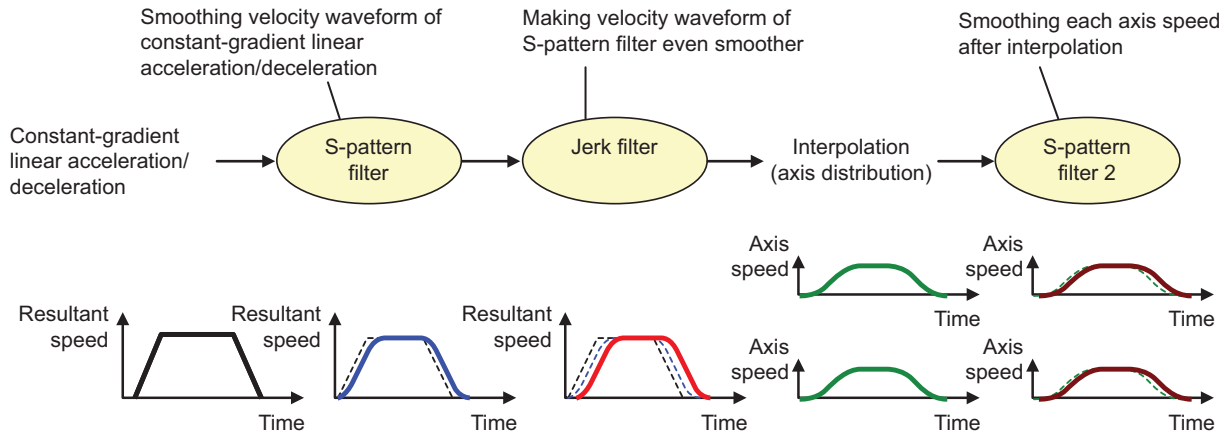 Smoothing velocity waveform of
constant-gradient linear
acceleration/deceleration
Making velocity waveform of
S-pattern filter even smoother
Smoothing each axis speed
after interpolation
Constant-gradient
linear acceleration/
deceleration
S-pattern
filter
Jerk filter
Interpolation
(axis distribution)
S-pattern
filter 2
Resultant
speed
Time
Resultant
speed
Time
Resultant
speed
Time
Axis
speed
Time
Axis
speed
Time
Axis
speed
Time
Axis
speed
Time